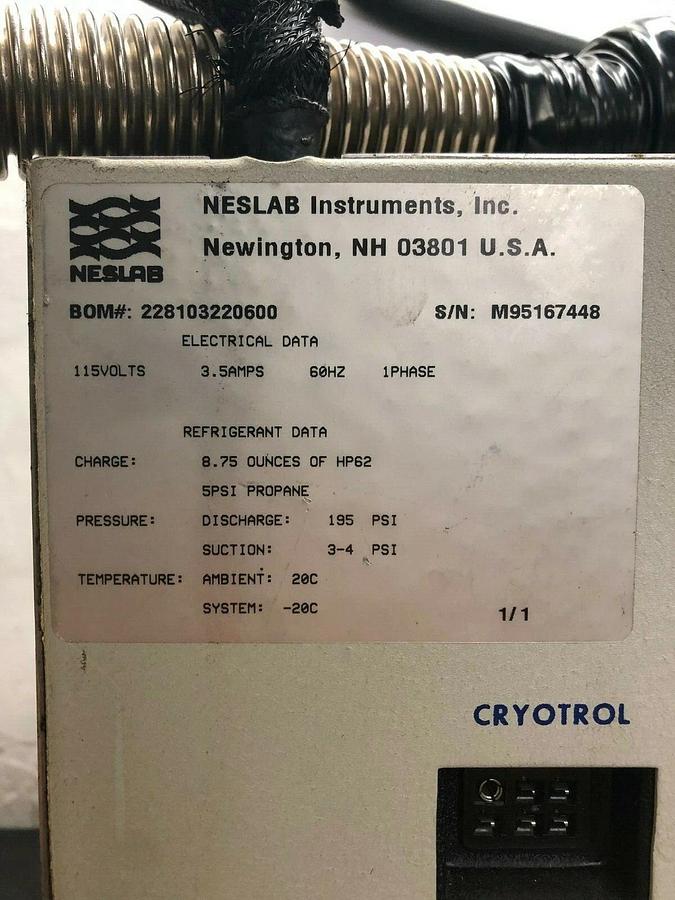 NESLAB Instruments, Inc.
Newington, NH 03801 U.S.A.
NESLAB
BOM#: 228103220600 S/N: M95167448
ELECTRICAL DATA
115VOLTS 3.5AMPS 60HZ 1PHASE
REFRIGERANT DATA
CHARGE: 8.75 OUNCES OF HP62
5PSI PROPANE
PRESSURE: DISCHARGE: 195 PSI
SUCTION: 3-4 PSI
TEMPERATURE: AMBIENT: 20C
SYSTEM: -20C
1/1
CRYOTROL